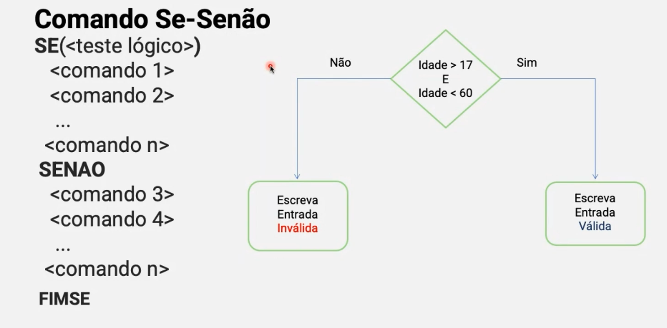 Comando Se-Senão
SE(<teste lógico>)
<comando 1>
<comando 2>
...
<comando n>
SENAO
<comando 3>
<comando 4>
...
<comando n>
FIMSE
Não
Idade > 17
E
Idade < 60
Sim
Escreva
Entrada
Inválida
Escreva
Entrada
Válida